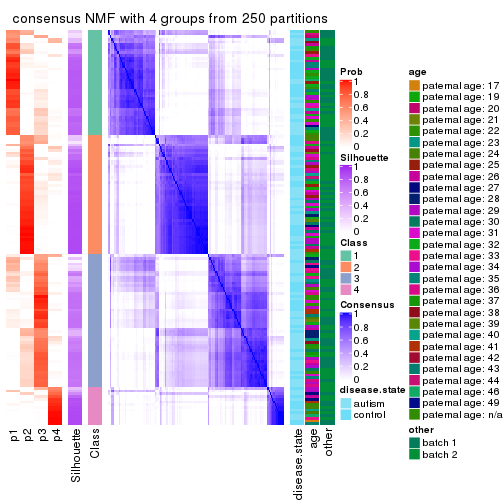 consensus NMF with 4 groups from 250 partitions
p1
p2
p3
p4
Silhouette
Class
disease.state
age
other
Prob
1
0.8
0.6
0.4
0.2
0
Silhouette
1
0.8
0.6
0.4
0.2
0
Class
1
2
3
4
Consensus
1
0.8
0.6
0.4
0.2
0
disease.state
autism
control
age
paternal age: 17
paternal age: 19
paternal age: 20
paternal age: 21
paternal age: 22
paternal age: 23
paternal age: 24
paternal age: 25
paternal age: 26
paternal age: 27
paternal age: 28
paternal age: 29
paternal age: 30
paternal age: 31
paternal age: 32
paternal age: 33
paternal age: 34
paternal age: 35
paternal age: 36
paternal age: 37
paternal age: 38
paternal age: 39
paternal age: 40
paternal age: 41
paternal age: 42
paternal age: 43
paternal age: 44
paternal age: 46
paternal age: 49
paternal age: n/a
other
batch 1
batch 2